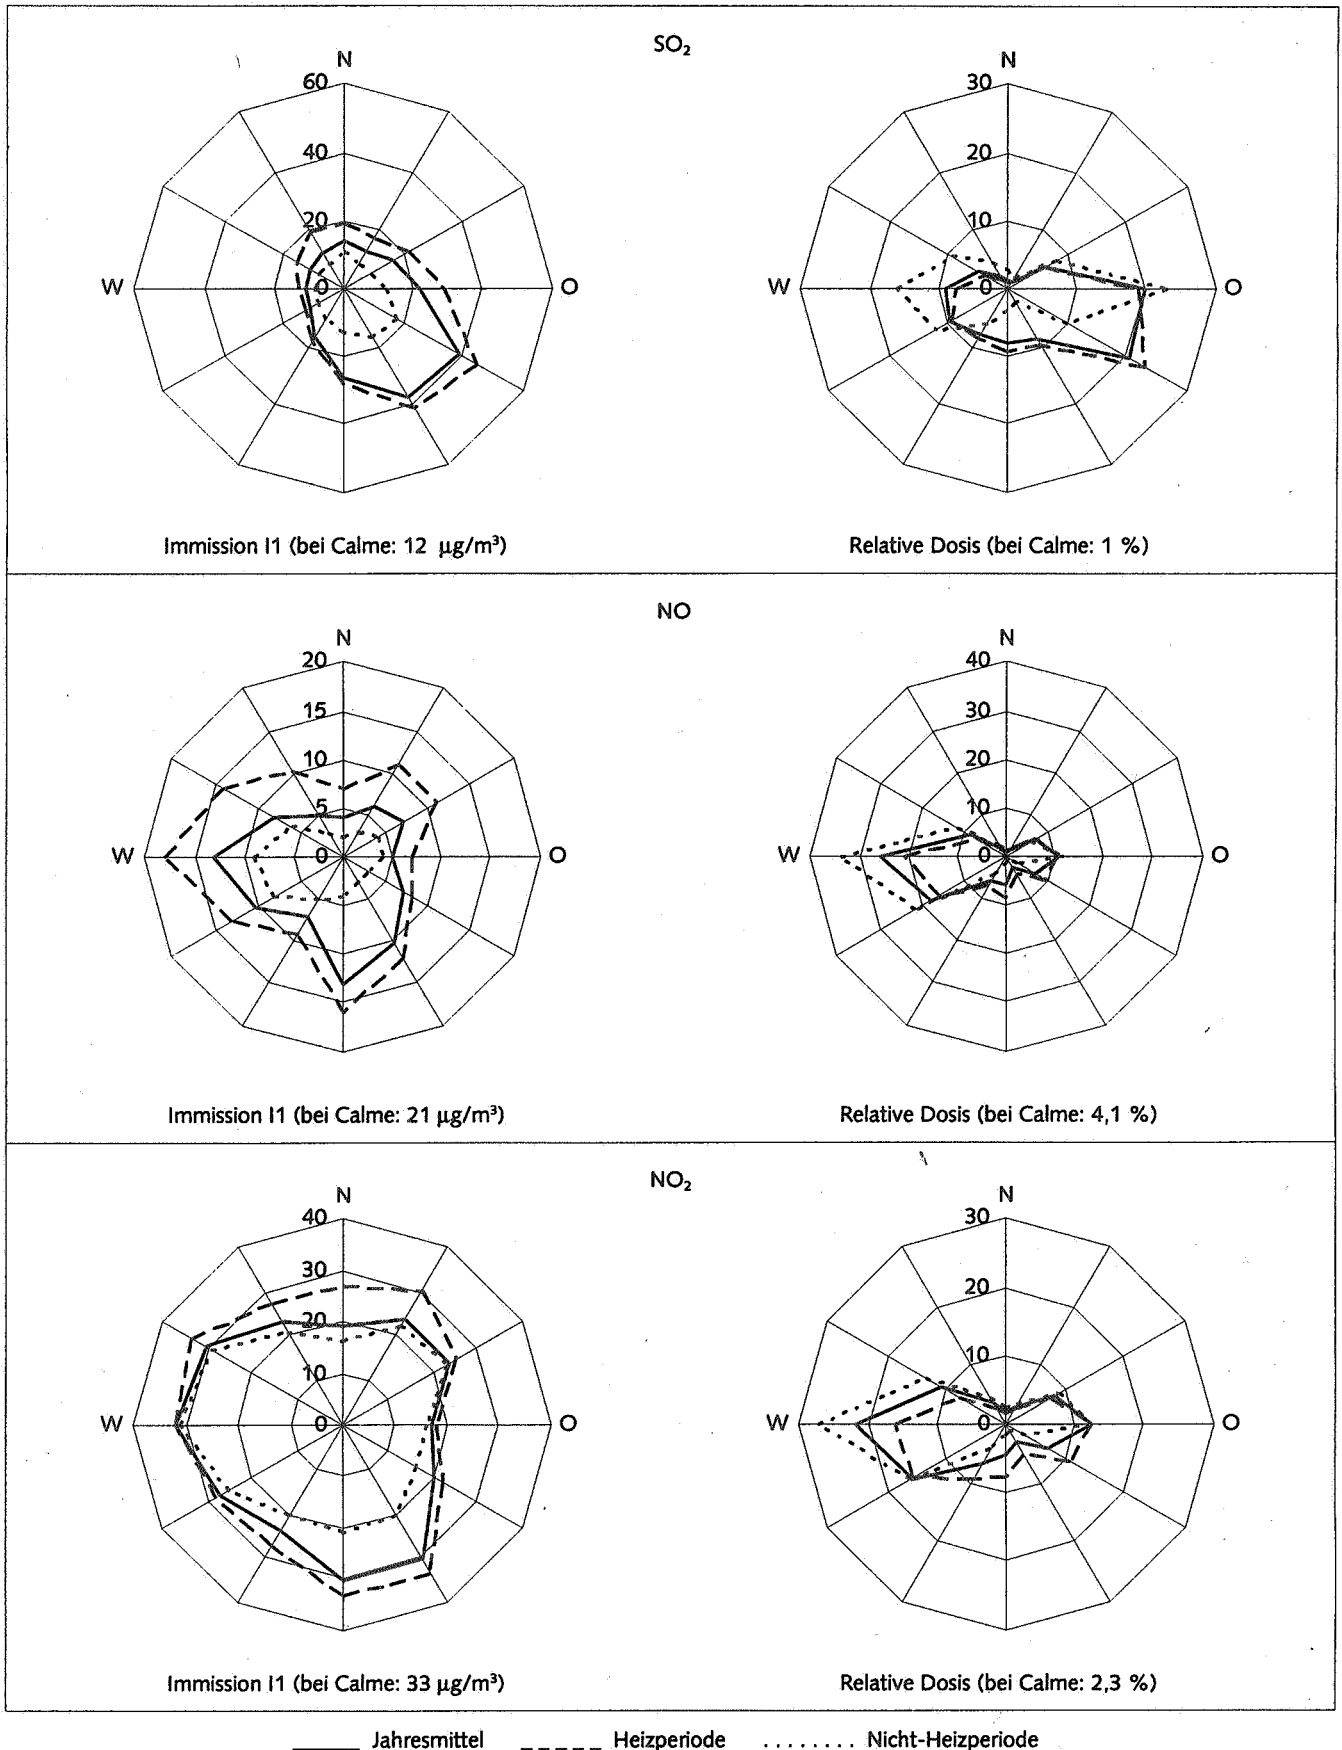 SO₂
N
60
40
20
0
W
O
Immission I1 (bei Calme: 12 µg/m³)
N
30
20
10
0
W
O
Relative Dosis (bei Calme: 1 %)
NO
N
20
15
10
5
0
W
O
Immission I1 (bei Calme: 21 µg/m³)
N
40
30
20
10
0
W
O
Relative Dosis (bei Calme: 4,1 %)
NO₂
N
40
30
20
10
0
W
O
Immission I1 (bei Calme: 33 µg/m³)
N
30
20
10
0
W
O
Relative Dosis (bei Calme: 2,3 %)
Jahresmittel Heizperiode Nicht-Heizperiode